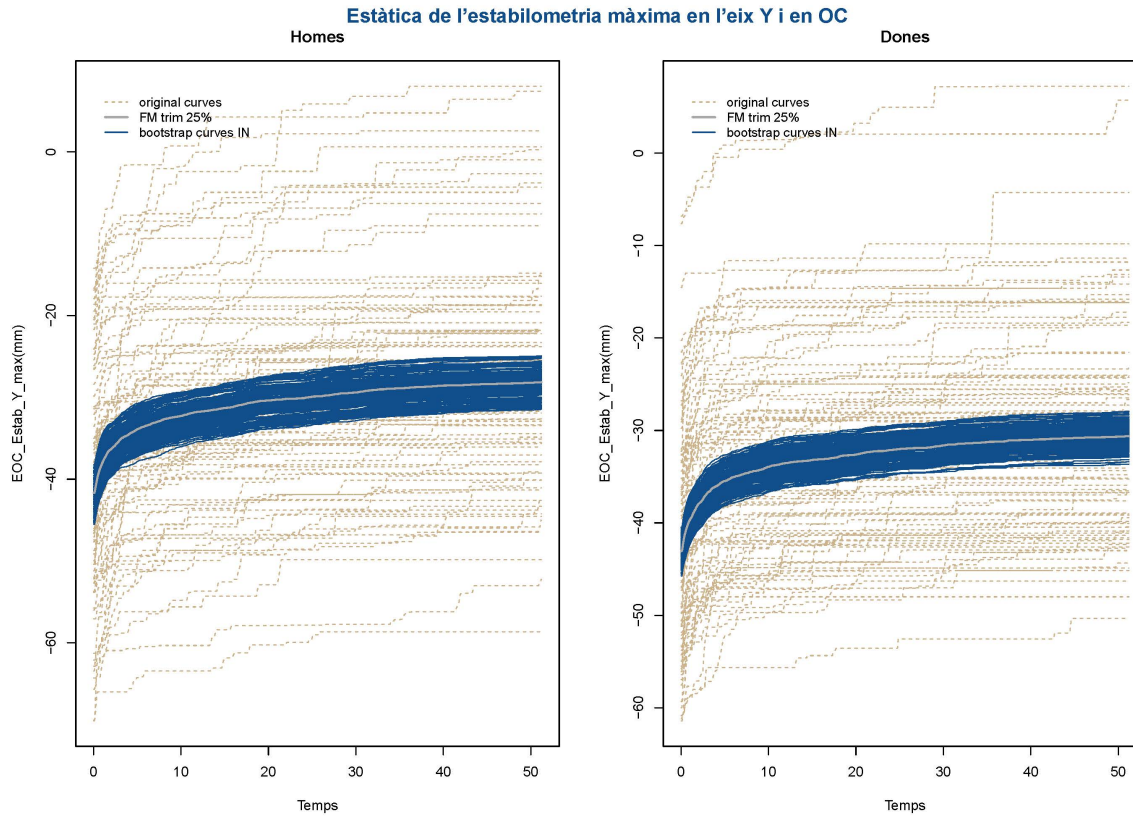 Estàtica de l'estabilometria màxima en l'eix Y i en OC
Homes
original curves
FM trim 25%
bootstrap curves IN
0
−20
−40
−60
EOC_Estab_Y_max(mm)
0 10 20 30 40 50
Temps
Dones
original curves
FM trim 25%
bootstrap curves IN
0
−10
−20
−30
−40
−50
−60
EOC_Estab_Y_max(mm)
0 10 20 30 40 50
Temps